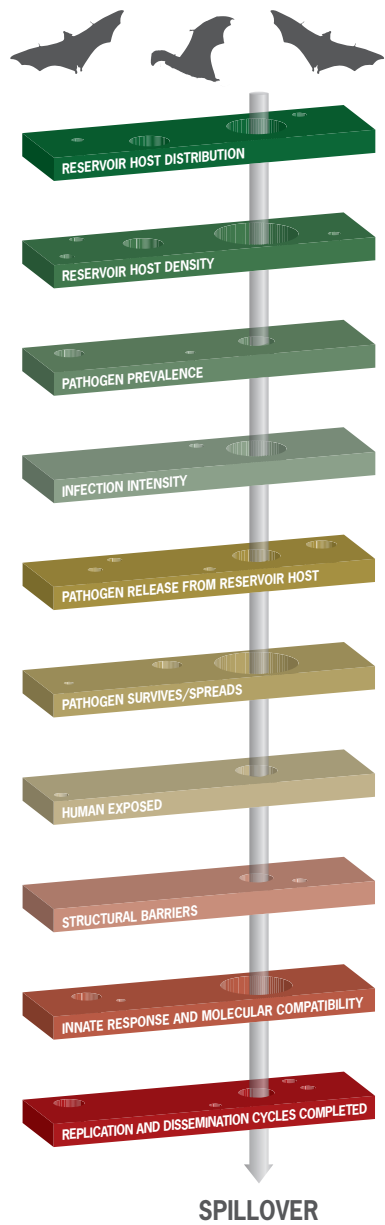 RESERVOIR HOST DISTRIBUTION
RESERVOIR HOST DENSITY
PATHOGEN PREVALENCE
INFECTION INTENSITY
PATHOGEN RELEASE FROM RESERVOIR HOST
PATHOGEN SURVIVES/SPREADS
HUMAN EXPOSED
STRUCTURAL BARRIERS
INNATE RESPONSE AND MOLECULAR COMPATIBILITY
REPLICATION AND DISSEMINATION CYCLES COMPLETED
SPILLOVER